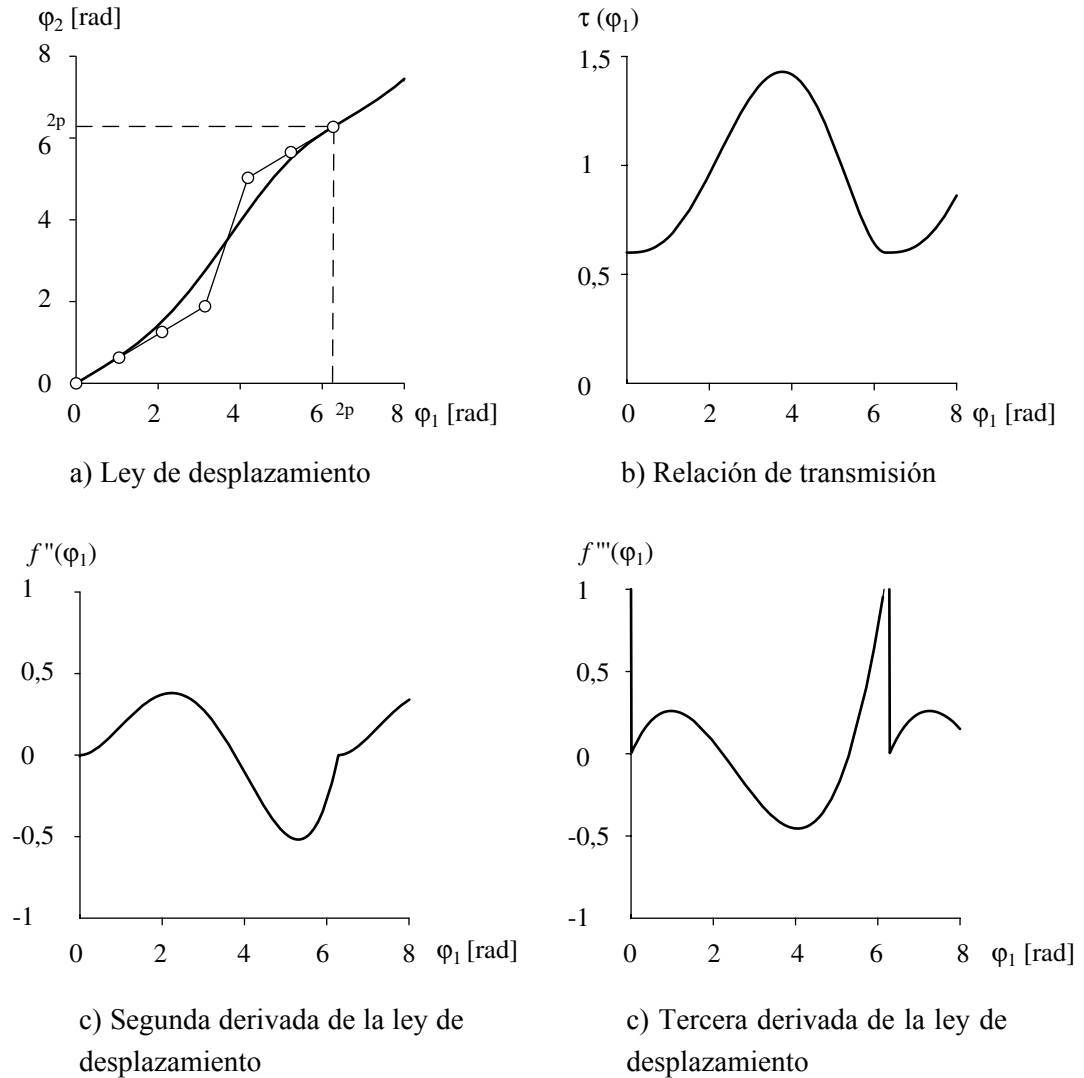 φ2 [rad]
8
2p
6
4
2
0
0 2 4 6 2p 8 φ1 [rad]
a) Ley de desplazamiento
τ (φ1)
1,5
1
0,5
0
0 2 4 6 8
b) Relación de transmisión
f''(φ1)
1
0,5
0
-0,5
-1
0 2 4 6 8 φ1 [rad]
c) Segunda derivada de la ley de
desplazamiento
f'''(φ1)
1
0,5
0
-0,5
-1
0 2 4 6 8 φ1 [rad]
c) Tercera derivada de la ley de
desplazamiento